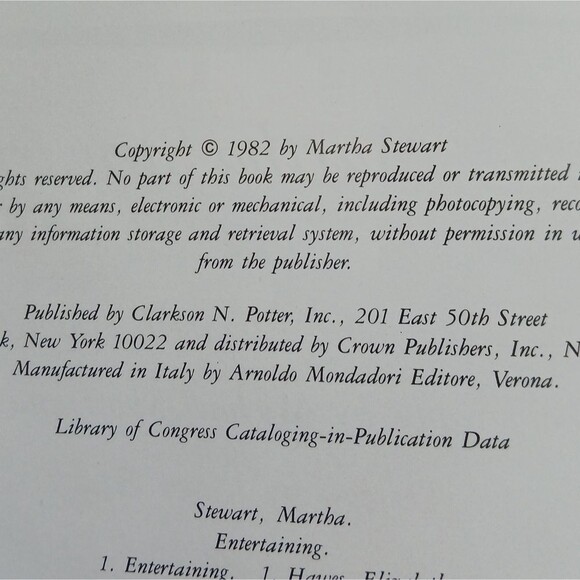 Copyright © 1982 by Martha Stewart
ghts reserved. No part of this book may be reproduced or transmitted
by any means, electronic or mechanical, including photocopying, reco
any information storage and retrieval system, without permission in
from the publisher.
Published by Clarkson N. Potter, Inc., 201 East 50th Street
k, New York 10022 and distributed by Crown Publishers, Inc., N
Manufactured in Italy by Arnoldo Mondadori Editore, Verona.
Library of Congress Cataloging-in-Publication Data
Stewart, Martha.
Entertaining.
1. Entertaining. 1. Hawes,